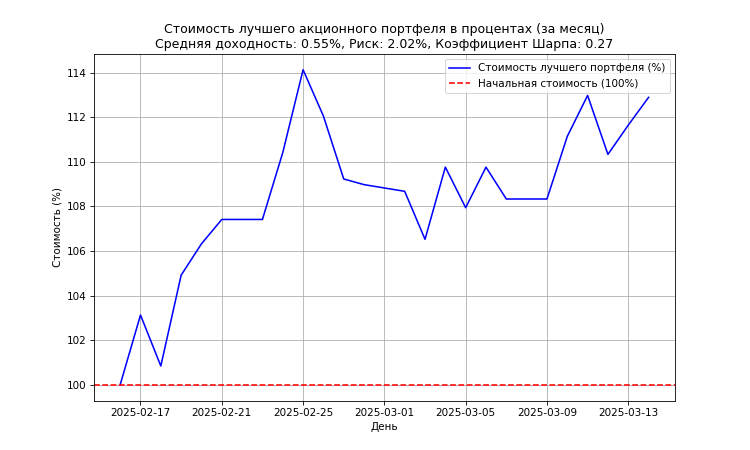 Стоимость лучшего акционного портфеля в процентах (за месяц)
Средняя доходность: 0.55%, Риск: 2.02%, Коэффициент Шарпа: 0.27
Стоимость лучшего портфеля (%)
Начальная стоимость (100%)
Стоимость (%)
114
112
110
108
106
104
102
100
2025-02-17 2025-02-21 2025-02-25 2025-03-01 2025-03-05 2025-03-09 2025-03-13
День